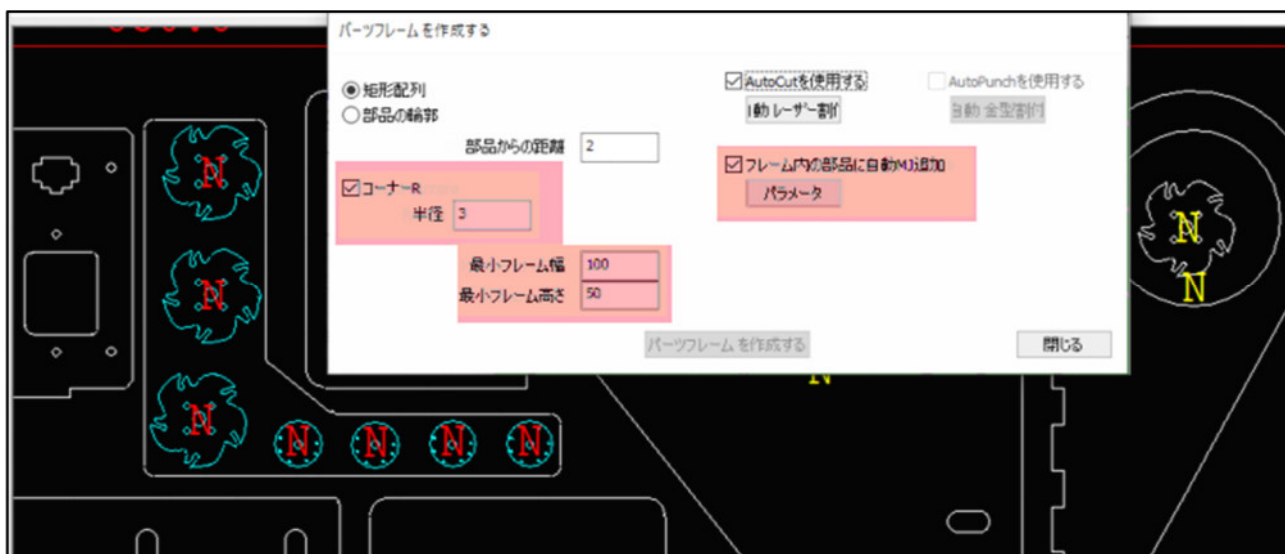 パーツフレームを作成する
矩形配列
部品の輪郭
部品からの距離 2
コーナーR
半径 3
最小フレーム幅 100
最小フレーム高さ 50
AutoCutを使用する
AutoPunchを使用する
自動 レーザー割付
自動 金型割付
フレーム内の部品に自動MJ追加
パラメータ
パーツフレームを作成する
閉じる
N
N
N
N N N N
N
N
N